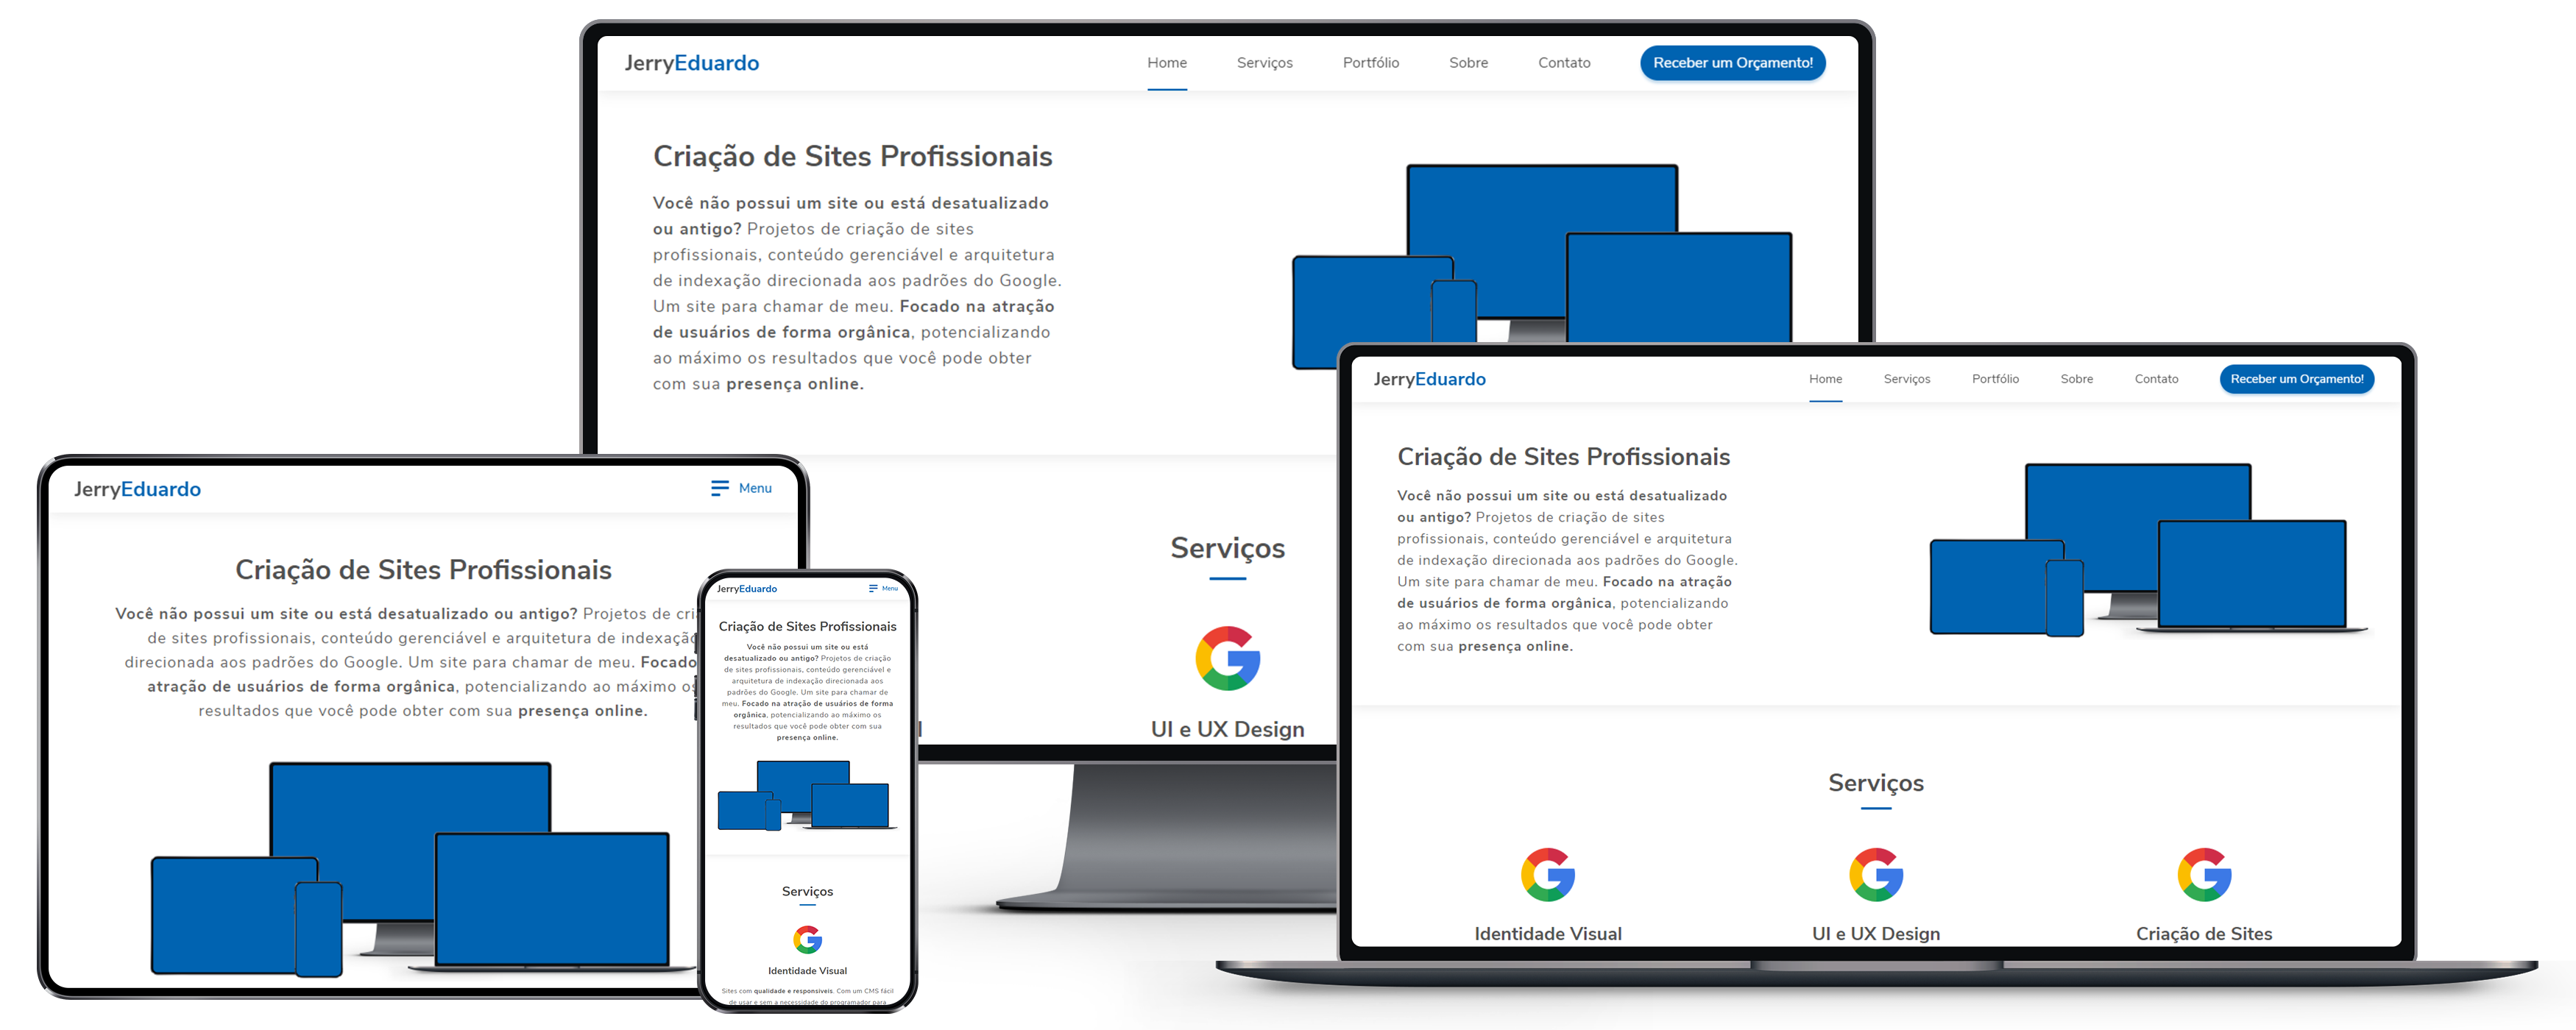 JerryEduardo
Home
Serviços
Portfólio
Sobre
Contato
Receber um Orçamento!
Criação de Sites Profissionais
Você não possui um site ou está desatualizado
ou antigo? Projetos de criação de sites
profissionais, conteúdo gerenciável e arquitetura
de indexação direcionada aos padrões do Google.
Um site para chamar de meu. Focado na atração
de usuários de forma orgânica, potencializando
ao máximo os resultados que você pode obter
com sua presença online.
Serviços
UI e UX Design
JerryEduardo
Home
Serviços
Portfólio
Sobre
Contato
Receber um Orçamento!
Criação de Sites Profissionais
Você não possui um site ou está desatualizado
ou antigo? Projetos de criação de sites
profissionais, conteúdo gerenciável e arquitetura
de indexação direcionada aos padrões do Google.
Um site para chamar de meu. Focado na atração
de usuários de forma orgânica, potencializando
ao máximo os resultados que você pode obter
com sua presença online.
Serviços
Identidade Visual
UI e UX Design
Criação de Sites
JerryEduardo
Menu
Criação de Sites Profissionais
Você não possui um site ou está desatualizado ou antigo? Projetos de
de sites profissionais, conteúdo gerenciável e arquitetura de
direcionada aos padrões do Google. Um site para chamar de meu. Focado
atração de usuários de forma orgânica, potencializando ao máximo os
resultados que você pode obter com sua presença online.
JerryEduardo
Menu
Criação de Sites Profissionais
Você não possui um site ou está
desatualizado ou antigo? Projetos de criação
de sites profissionais, conteúdo gerenciável e
arquitetura de indexação direcionada aos
padrões do Google. Um site para chamar de
meu. Focado na atração de usuários de forma
orgânica, potencializando ao máximo os
resultados que você pode obter com sua
presença online.
Serviços
Identidade Visual
Sites com qualidade e responsíveis. Com um CMS fácil
de usar e sem a necessidade do programador para